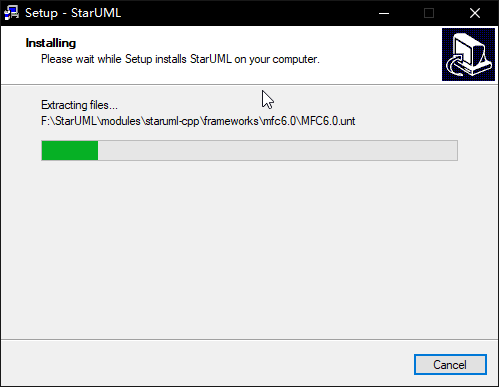 Setup - StarUML
Installing
Please wait while Setup installs StarUML on your computer.
Extracting files...
F:\StarUML\modules\staruml-cpp\frameworks\mfc6.0\MFC6.0.unt
Cancel